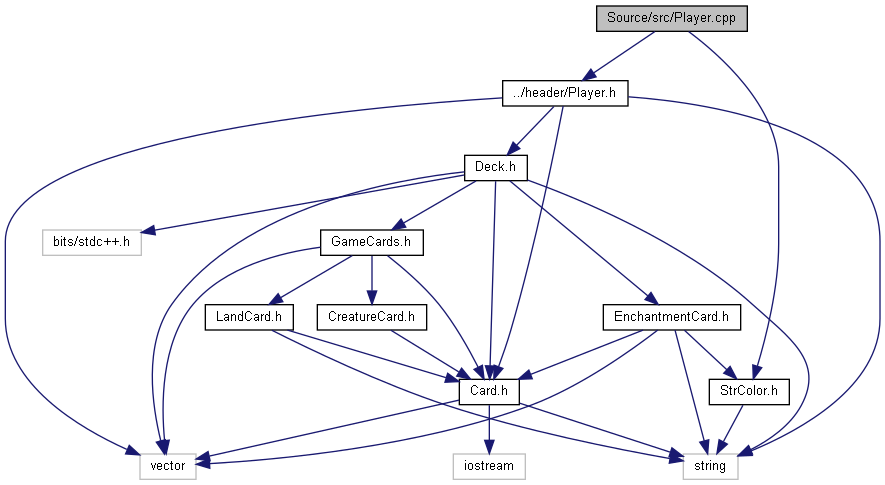 Source/src/Player.cpp
../header/Player.h
Deck.h
bits/stdc++.h
GameCards.h
LandCard.h
CreatureCard.h
EnchantmentCard.h
Card.h
StrColor.h
vector
iostream
string